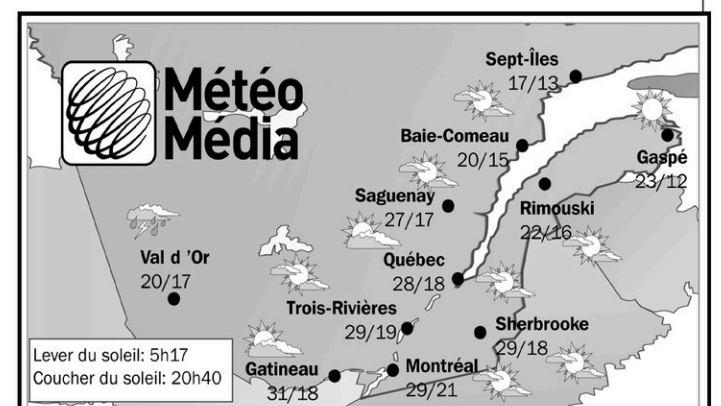 Météo
Média
Sept-Îles
17/13
Baie-Comeau
20/15
Gaspé
23/12
Saguenay
27/17
Rimouski
22/16
Val d 'Or
20/17
Québec
28/18
Trois-Rivières
29/19
Sherbrooke
29/18
Lever du soleil: 5h17
Coucher du soleil: 20h40
Gatineau
31/18
Montréal
29/21